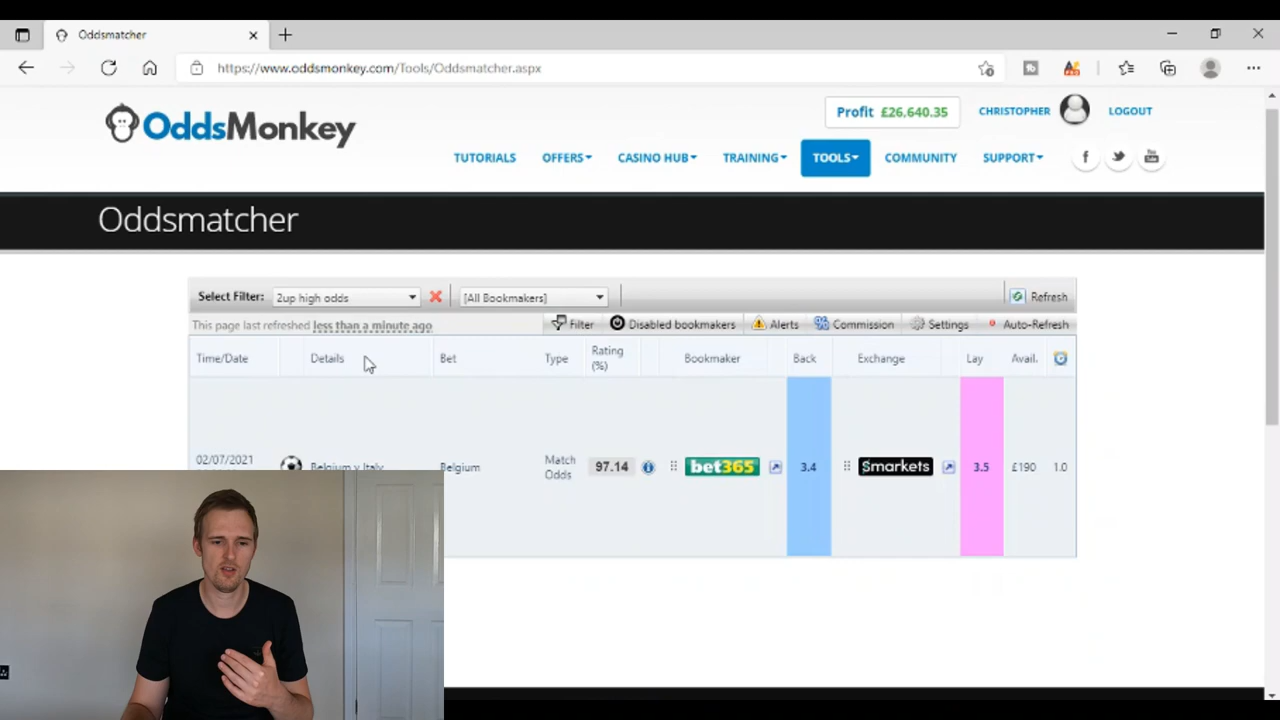 Oddsmatcher
https://www.oddsmonkey.com/Tools/Oddsmatcher.aspx
OddsMonkey
Profit £26,640.35
CHRISTOPHER
LOGOUT
TUTORIALS OFFERS CASINO HUB TRAINING TOOLS COMMUNITY SUPPORT
Oddsmatcher
Select Filter: 2up high odds [All Bookmakers] Refresh
This page last refreshed less than a minute ago Filter Disabled bookmakers Alerts Commission Settings Auto-Refresh
Time/Date Details Bet Type Rating (%) Bookmaker Back Exchange Lay Avail.
02/07/2021 Belgium v Italy Belgium Match Odds 97.14 bet365 3.4 Smarkets 3.5 £190 1.0